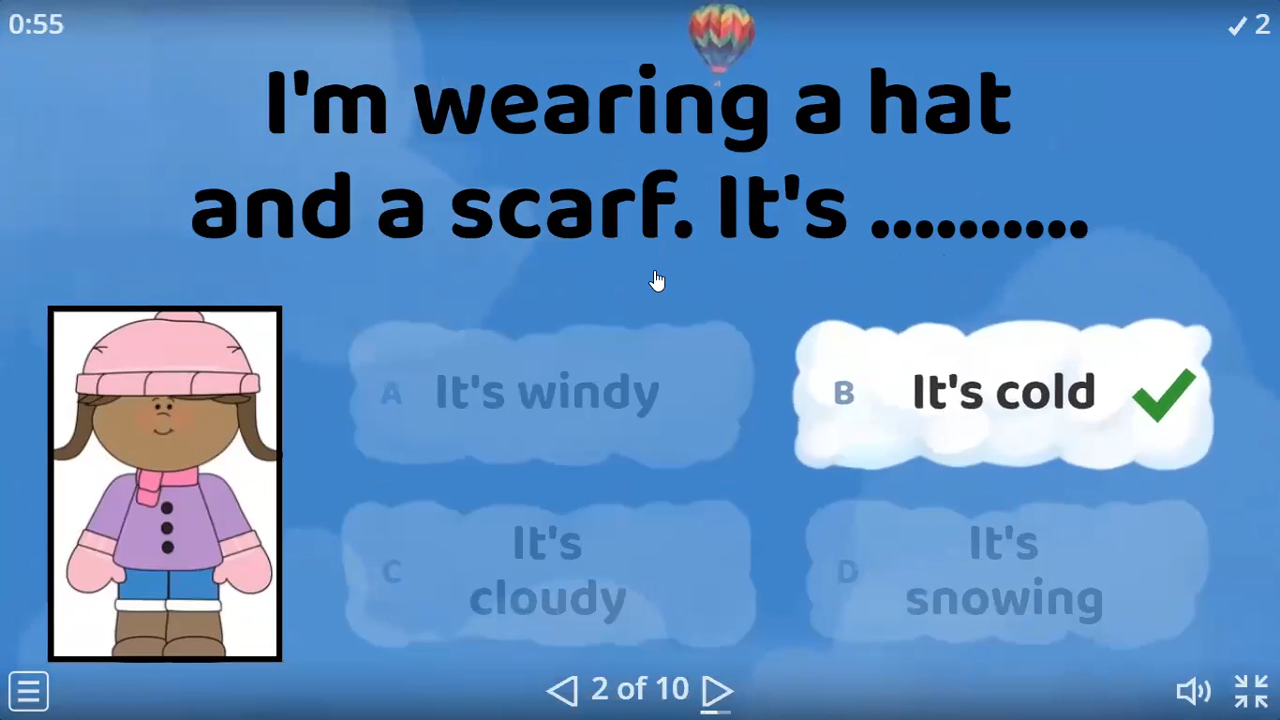 0:55
✓ 2
I'm wearing a hat
and a scarf. It's ..........
A It's windy
B It's cold
C It's
cloudy
D It's
snowing
2 of 10